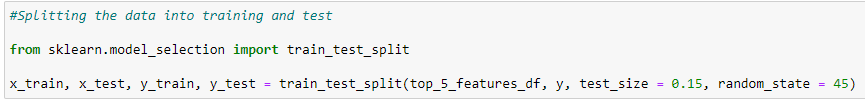 #Splitting the data into training and test
from sklearn.model_selection import train_test_split
x_train, x_test, y_train, y_test = train_test_split(top_5_features_df, y, test_size = 0.15, random_state = 45)